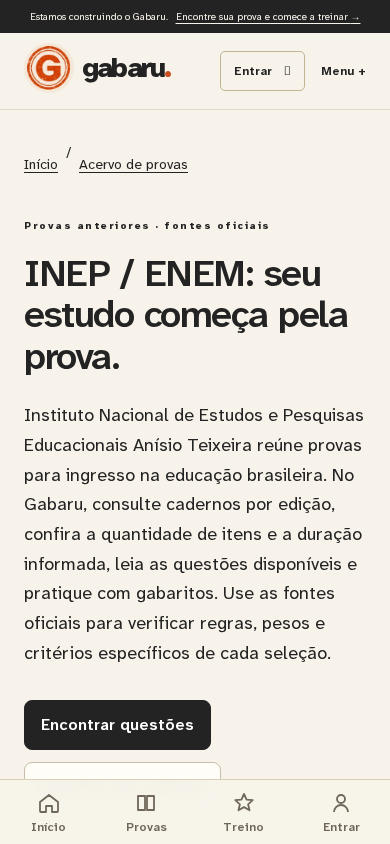 Estamos construindo o Gabaru. Encontre sua prova e comece a treinar →
G gabaru.
Entrar
Menu +
Início / Acervo de provas
Provas anteriores · fontes oficiais
INEP / ENEM: seu
estudo começa pela
prova.
Instituto Nacional de Estudos e Pesquisas
Educacionais Anísio Teixeira reúne provas
para ingresso na educação brasileira. No
Gabaru, consulte cadernos por edição,
confira a quantidade de itens e a duração
informada, leia as questões disponíveis e
pratique com gabaritos. Use as fontes
oficiais para verificar regras, pesos e
critérios específicos de cada seleção.
Encontrar questões
Início
Provas
Treino
Entrar